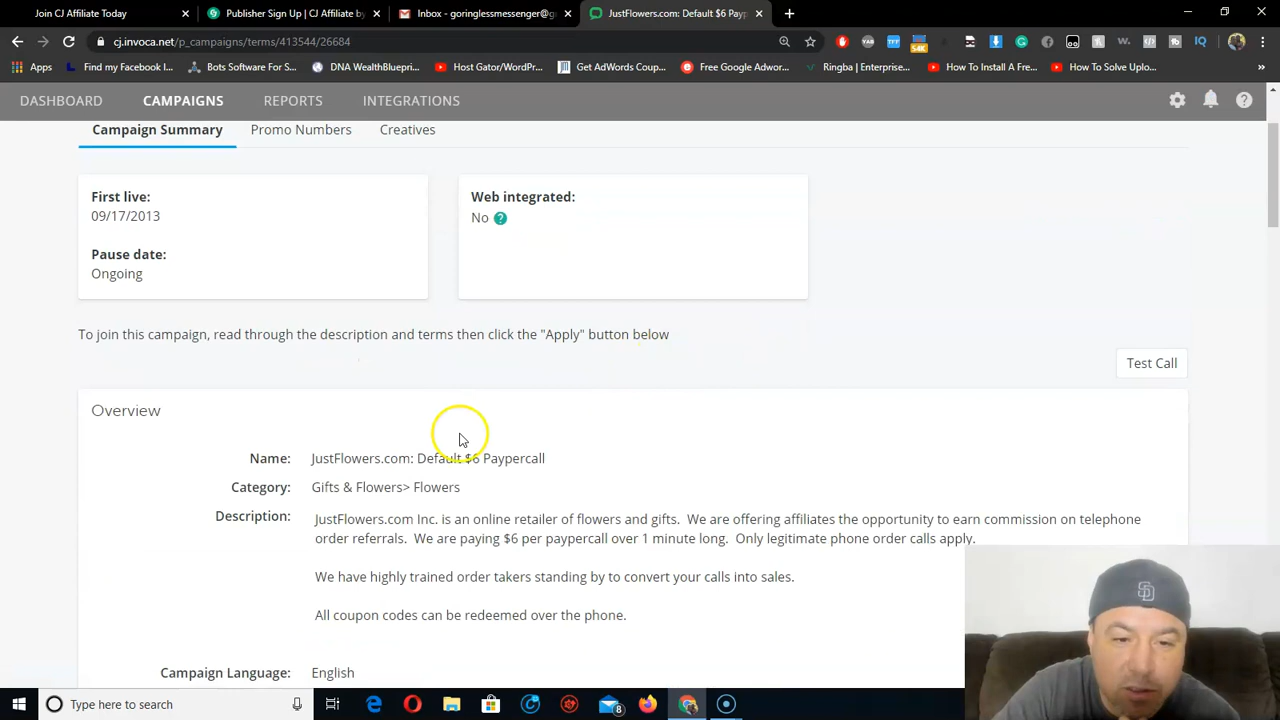 Join CJ Affiliate Today
Publisher Sign Up | CJ Affiliate by
Inbox - goringlessmessenger@g
JustFlowers.com: Default $6 Payp
cj.invoca.net/p_campaigns/terms/413544/26684
Apps
Find my Facebook I...
Bots Software For S...
DNA WealthBluepri...
Host Gator/WordPr...
Get AdWords Coup...
Free Google Adwor...
Ringba | Enterprise...
How To Install A Fre...
How To Solve Uplo...
DASHBOARD CAMPAIGNS REPORTS INTEGRATIONS
Campaign Summary Promo Numbers Creatives
First live:
09/17/2013
Pause date:
Ongoing
Web integrated:
No ?
To join this campaign, read through the description and terms then click the "Apply" button below
Test Call
Overview
Name: JustFlowers.com: Default $6 Paypercall
Category: Gifts & Flowers> Flowers
Description: JustFlowers.com Inc. is an online retailer of flowers and gifts. We are offering affiliates the opportunity to earn commission on telephone
order referrals. We are paying $6 per paypercall over 1 minute long. Only legitimate phone order calls apply.
We have highly trained order takers standing by to convert your calls into sales.
All coupon codes can be redeemed over the phone.
Campaign Language: English
Type here to search
8